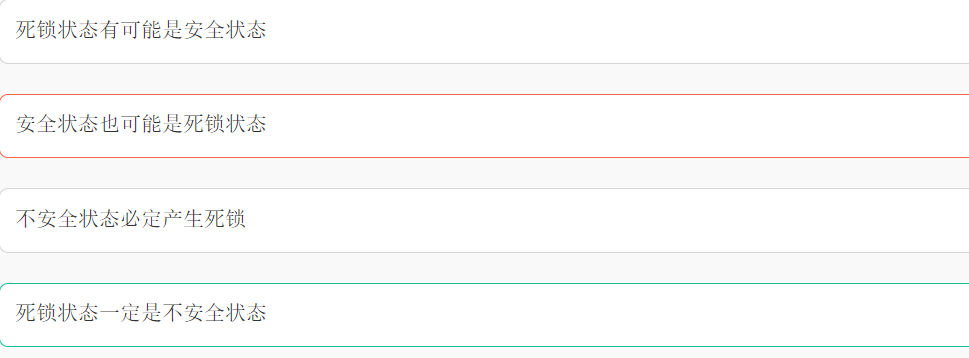 死锁状态有可能是安全状态
安全状态也可能是死锁状态
不安全状态必定产生死锁
死锁状态一定是不安全状态